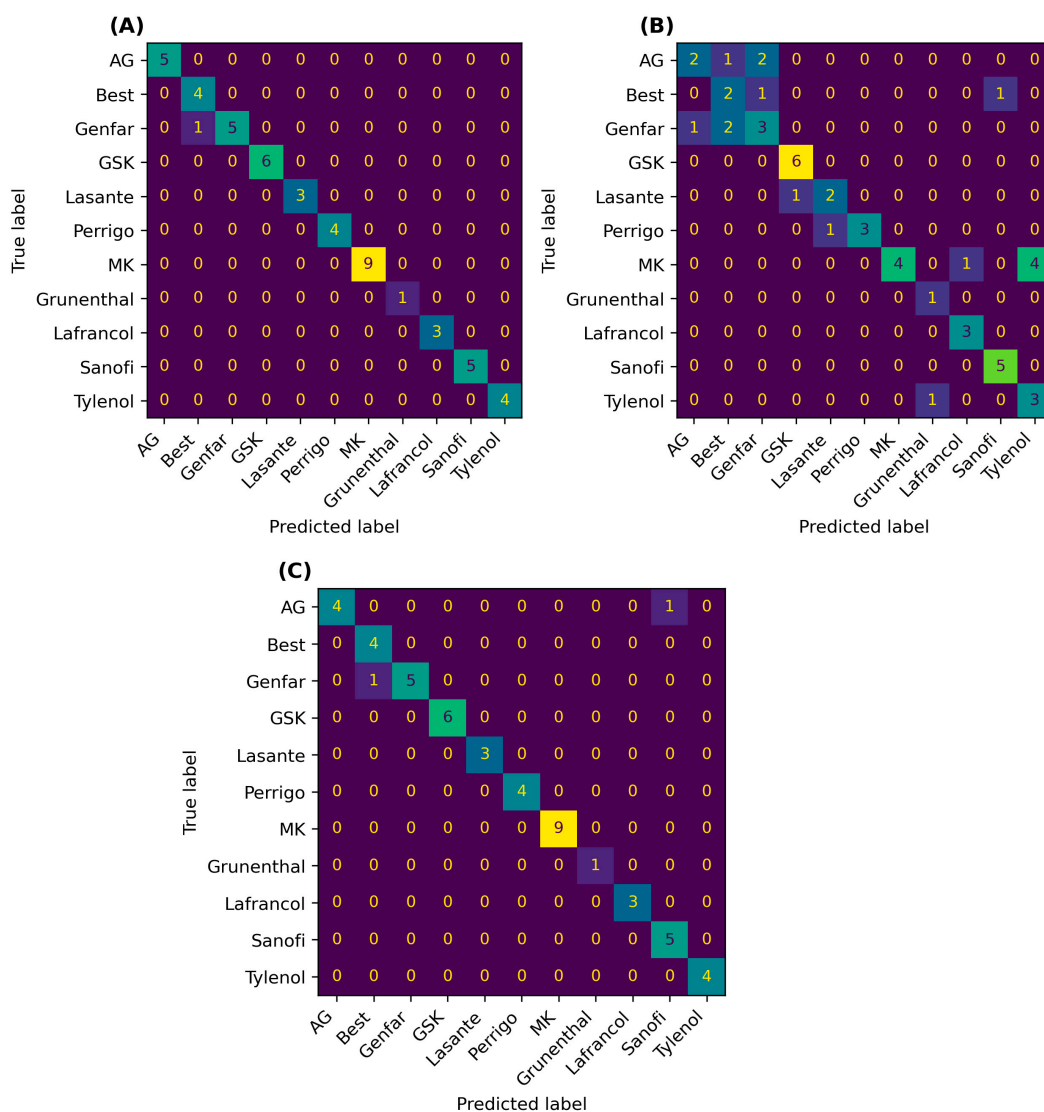 (A)
True label
AG 5 0 0 0 0 0 0 0 0 0 0
Best 0 4 0 0 0 0 0 0 0 0 0
Genfar 0 1 5 0 0 0 0 0 0 0 0
GSK 0 0 0 6 0 0 0 0 0 0 0
Lasante 0 0 0 0 3 0 0 0 0 0 0
Perrigo 0 0 0 0 0 4 0 0 0 0 0
MK 0 0 0 0 0 0 9 0 0 0 0
Grunenthal 0 0 0 0 0 0 0 1 0 0 0
Lafrancol 0 0 0 0 0 0 0 0 3 0 0
Sanofi 0 0 0 0 0 0 0 0 0 5 0
Tylenol 0 0 0 0 0 0 0 0 0 0 4
AG Best Genfar GSK Lasante Perrigo MK Grunenthal Lafrancol Sanofi Tylenol
Predicted label
(B)
True label
AG 2 1 2 0 0 0 0 0 0 0 0
Best 0 2 1 0 0 0 0 0 0 1 0
Genfar 1 2 3 0 0 0 0 0 0 0 0
GSK 0 0 0 6 0 0 0 0 0 0 0
Lasante 0 0 0 1 2 0 0 0 0 0 0
Perrigo 0 0 0 0 1 3 0 0 0 0 0
MK 0 0 0 0 0 0 4 0 1 0 4
Grunenthal 0 0 0 0 0 0 0 1 0 0 0
Lafrancol 0 0 0 0 0 0 0 0 3 0 0
Sanofi 0 0 0 0 0 0 0 0 0 5 0
Tylenol 0 0 0 0 0 0 0 1 0 0 3
AG Best Genfar GSK Lasante Perrigo MK Grunenthal Lafrancol Sanofi Tylenol
Predicted label
(C)
True label
AG 4 0 0 0 0 0 0 0 0 1 0
Best 0 4 0 0 0 0 0 0 0 0 0
Genfar 0 1 5 0 0 0 0 0 0 0 0
GSK 0 0 0 6 0 0 0 0 0 0 0
Lasante 0 0 0 0 3 0 0 0 0 0 0
Perrigo 0 0 0 0 0 4 0 0 0 0 0
MK 0 0 0 0 0 0 9 0 0 0 0
Grunenthal 0 0 0 0 0 0 0 1 0 0 0
Lafrancol 0 0 0 0 0 0 0 0 3 0 0
Sanofi 0 0 0 0 0 0 0 0 0 5 0
Tylenol 0 0 0 0 0 0 0 0 0 0 4
AG Best Genfar GSK Lasante Perrigo MK Grunenthal Lafrancol Sanofi Tylenol
Predicted label